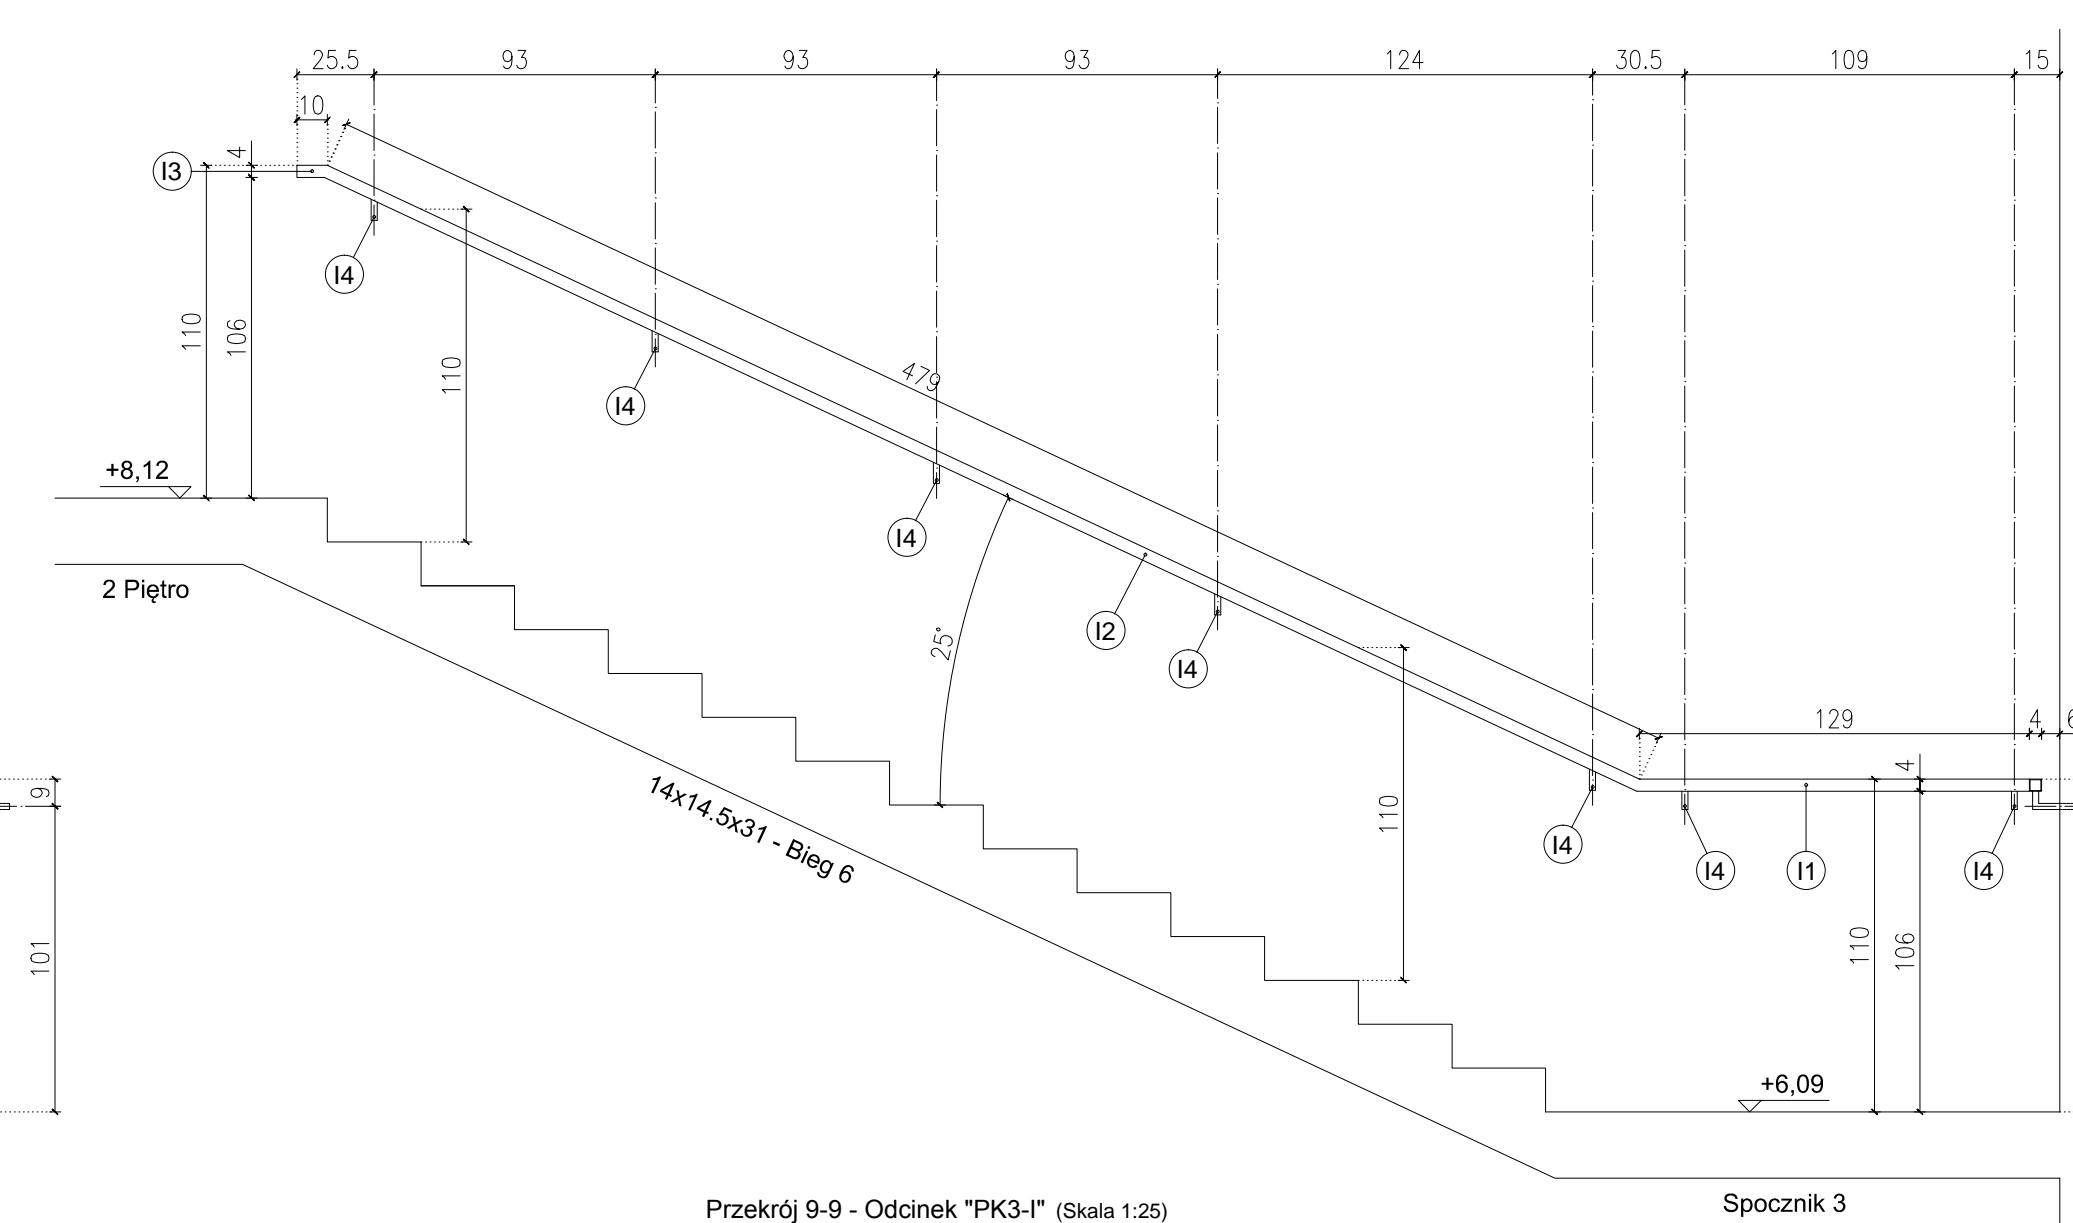 25.5 93 93 93 124 30.5 109 15
10
4
I3
I4
110
106
110
I4
479
+8,12
I4
2 Piętro
25°
I2
I4
129 4
4
9
14x14.5x31 - Bieg 6
110
I4
I4
I1
I4
101
110
106
+6,09
Przekrój 9-9 - Odcinek "PK3-I" (Skala 1:25)
Spocznik 3